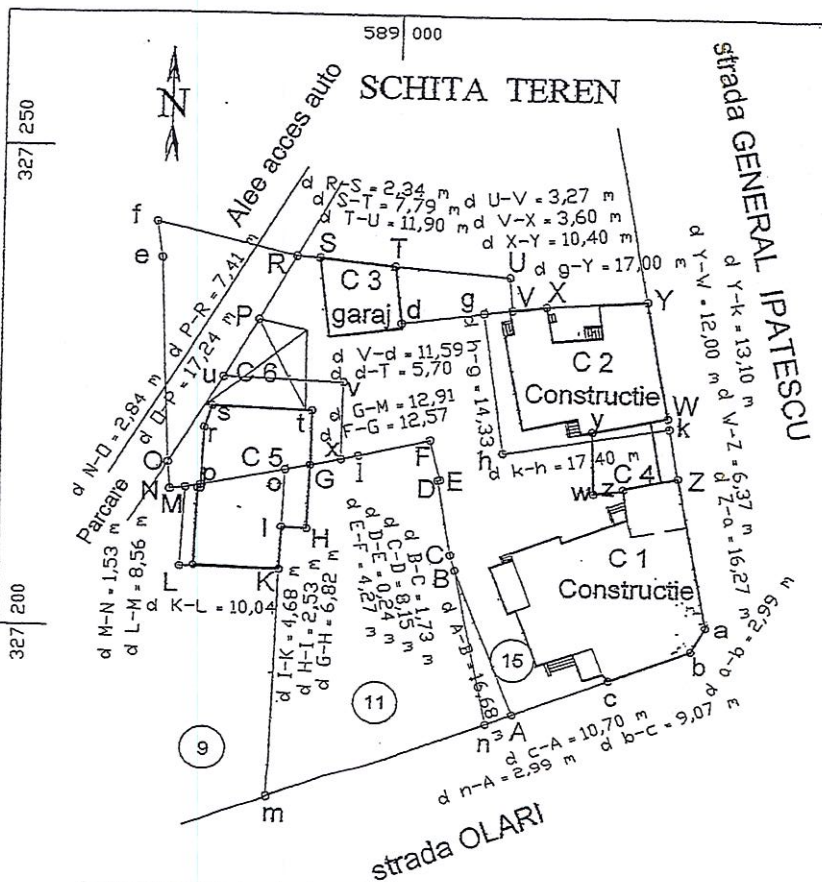 589 000
SCHITA TEREN
N
327 250
Alee acces auto
strada GENERAL IPATESCU
d R-S = 2,34 m
d S-T = 7,79 m
d T-U = 11,90 m
d U-V = 3,27 m
d V-X = 3,60 m
d X-Y = 10,40 m
d g-Y = 17,00 m
f
e
R
S
T
U
V
X
Y
g
d
P
C 3
garaj
C 2
Constructie
d P-R = 7,41 m
d O-P = 17,24 m
d N-O = 2,84 m
d Y-k = 13,10 m
d Y-W = 12,00 m
d W-Z = 6,37 m
d Z-a = 16,27 m
d a-b = 2,99 m
d h-g = 14,33
d V-d = 11,59
d d-T = 5,70
d G-M = 12,91
d F-G = 12,57
u
C 6
v
s
t
r
W
k
y
h
d k-h = 17,40 m
F
x
i
G
C 5
o
p
M
N
O
D
E
w
z
C 4
Z
Parcare
I
H
L
K
C
B
C 1
Constructie
327 200
d M-N = 1,53 m
d L-M = 8,56 m
d K-L = 10,04
d I-K = 4,68 m
d H-I = 2,53 m
d G-H = 6,82 m
d E-F = 4,27 m
d D-E = 0,24 m
d C-D = 8,15 m
d B-C = 1,73 m
d A-B = 16,68
a
b
c
15
11
9
n
3
A
m
d c-A = 10,70 m
d b-c = 9,07 m
d n-A = 2,99 m
strada OLARI